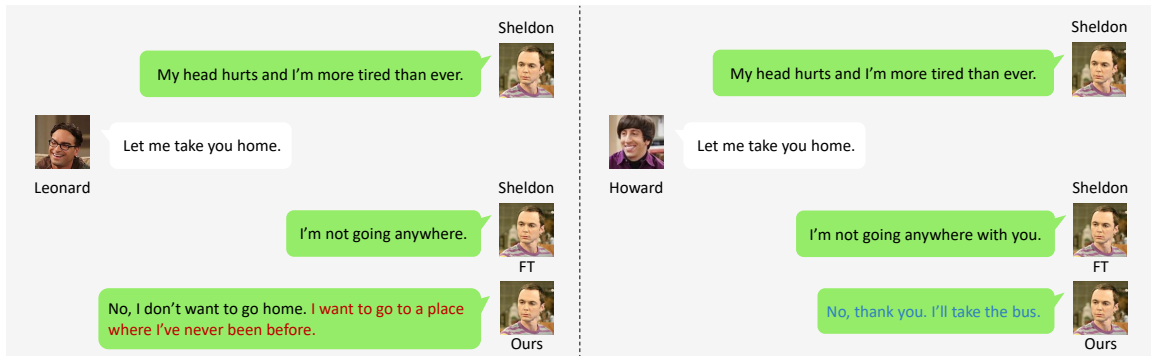 Sheldon
My head hurts and I'm more tired than ever.
Let me take you home.
Leonard
Sheldon
I'm not going anywhere.
FT
No, I don't want to go home. I want to go to a place
where I've never been before.
Ours
Sheldon
My head hurts and I'm more tired than ever.
Let me take you home.
Howard
Sheldon
I'm not going anywhere with you.
FT
No, thank you. I'll take the bus.
Ours